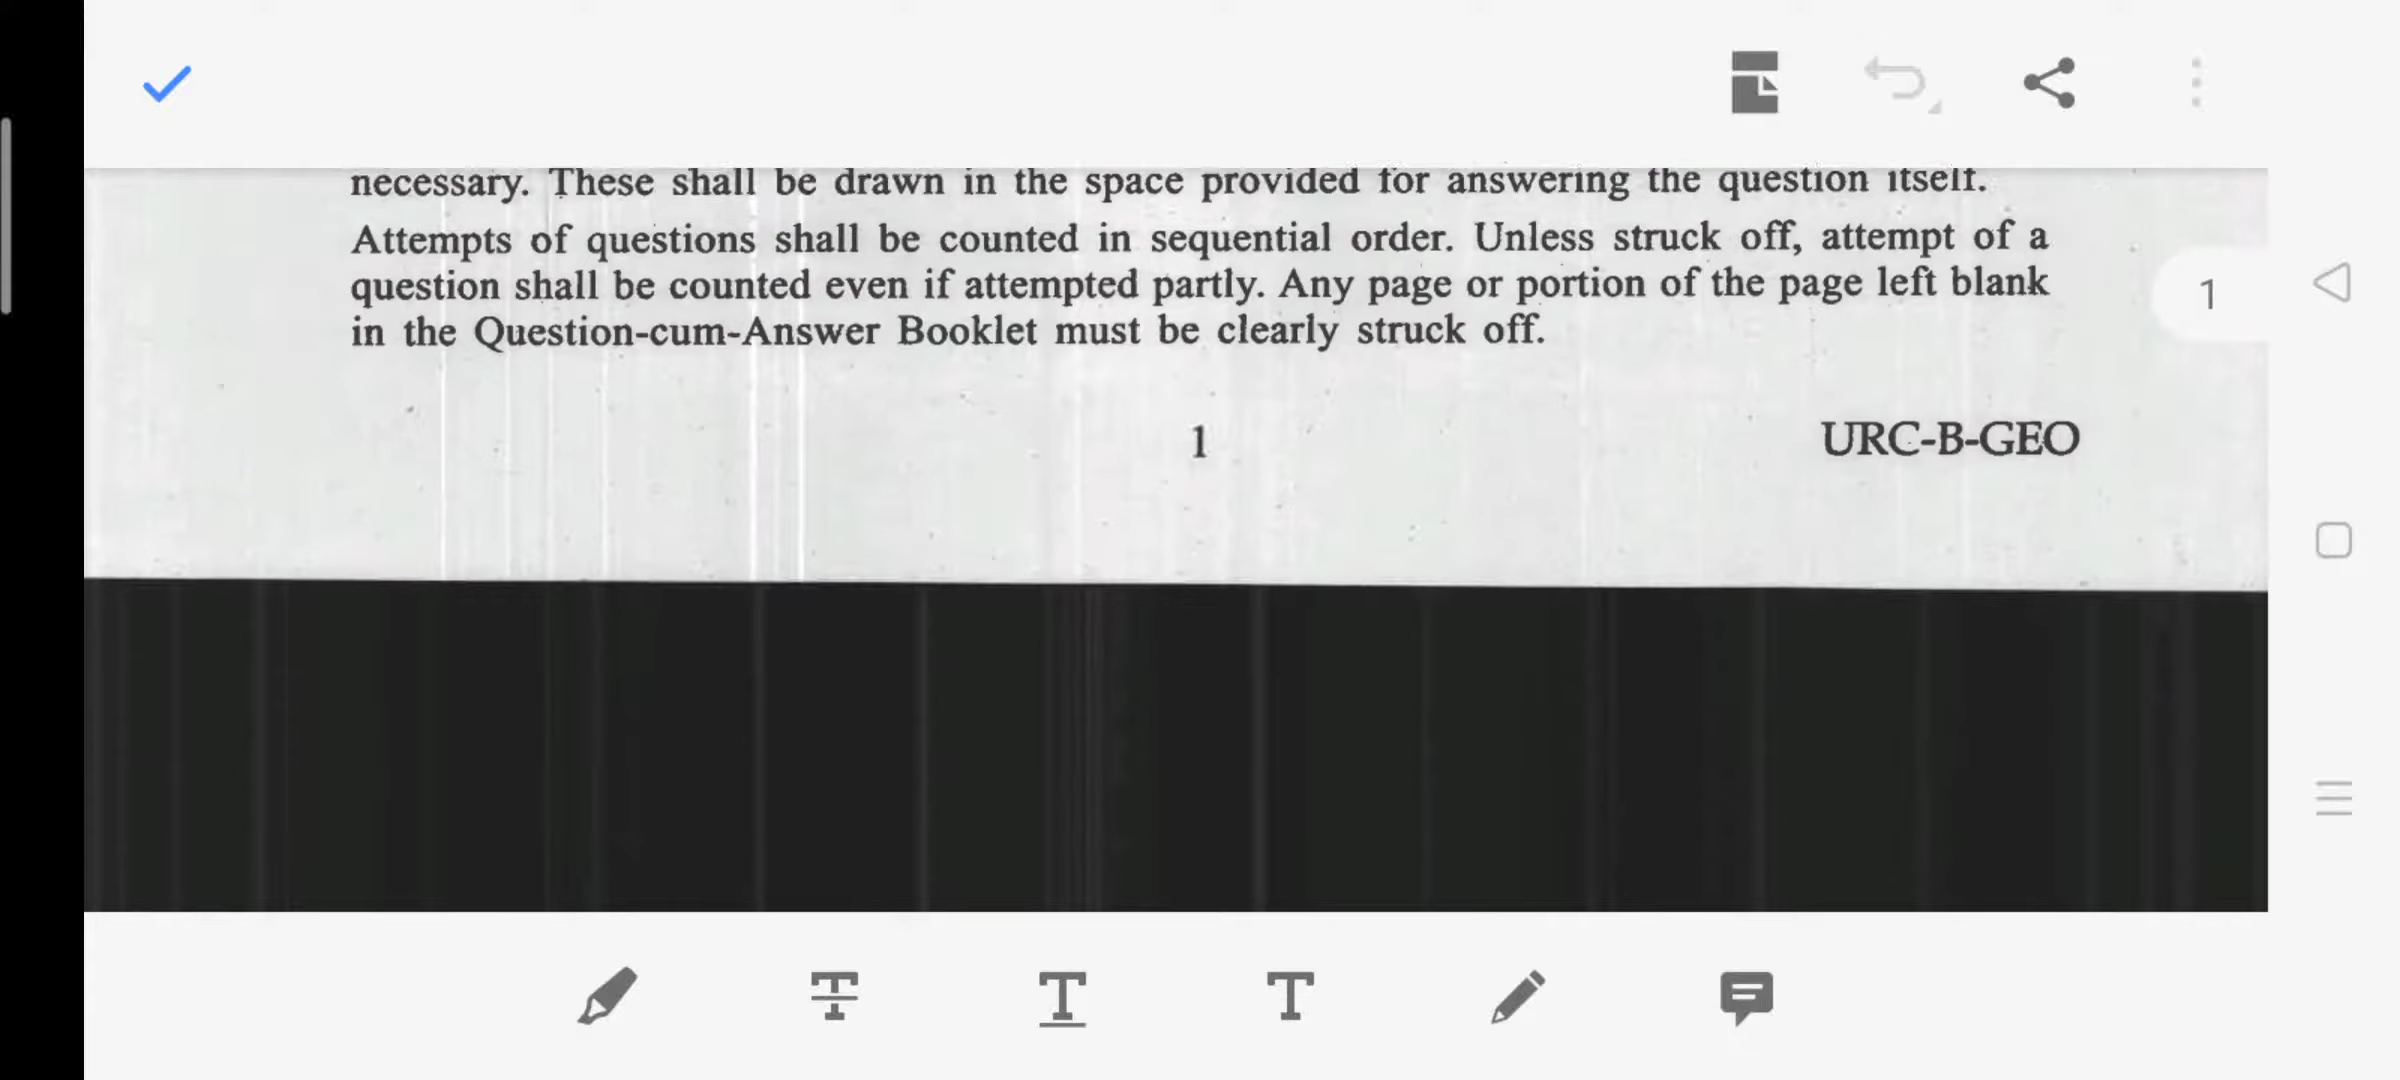 necessary. These shall be drawn in the space provided for answering the question itself.
Attempts of questions shall be counted in sequential order. Unless struck off, attempt of a
question shall be counted even if attempted partly. Any page or portion of the page left blank
in the Question-cum-Answer Booklet must be clearly struck off.
1
1
URC-B-GEO